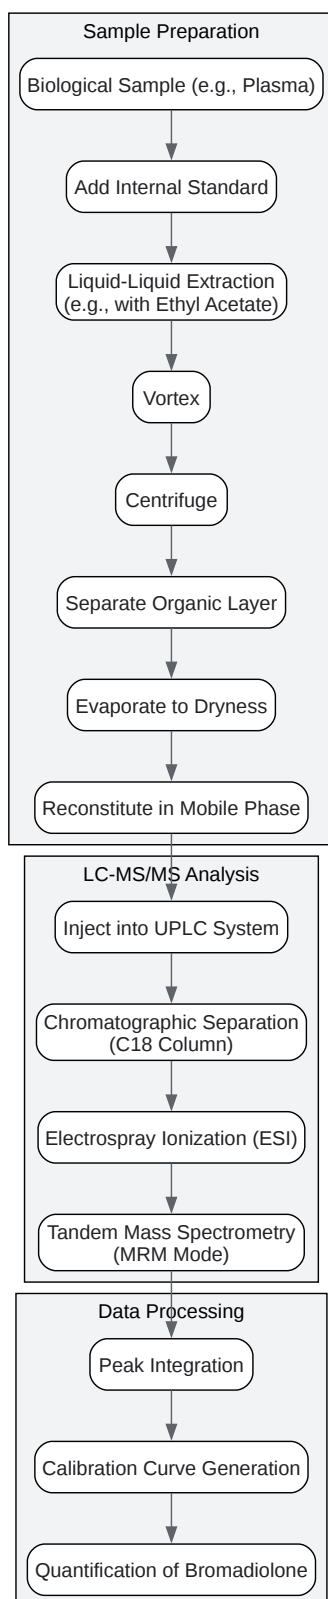 Sample Preparation
Biological Sample (e.g., Plasma)
Add Internal Standard
Liquid-Liquid Extraction
(e.g., with Ethyl Acetate)
Vortex
Centrifuge
Separate Organic Layer
Evaporate to Dryness
Reconstitute in Mobile Phase
LC-MS/MS Analysis
Inject into UPLC System
Chromatographic Separation
(C18 Column)
Electrospray Ionization (ESI)
Tandem Mass Spectrometry
(MRM Mode)
Data Processing
Peak Integration
Calibration Curve Generation
Quantification of Bromadiolone